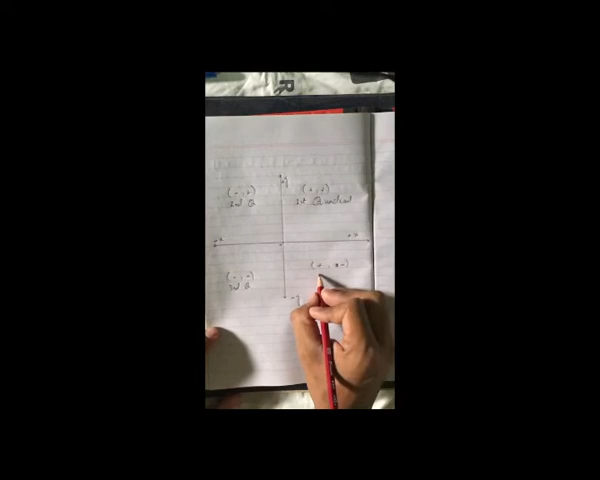 R
+y
(-, +)
(+, +)
2nd Q
1st Quadrant
-x
+x
(+, -)
(-, -)
3rd Q
-y